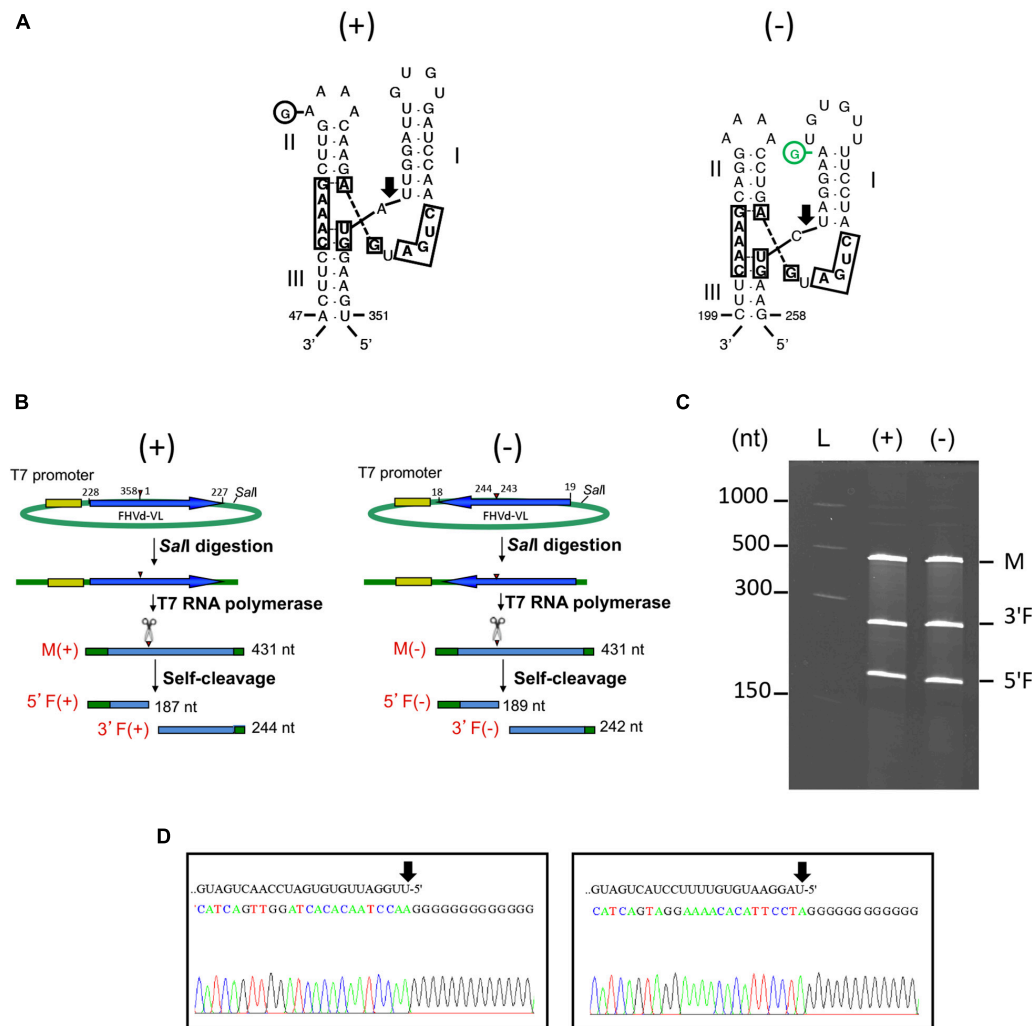 A
(+)
(-)
U G
A A G U
G A A U G
G C U A
U A U U
U A G C
C G G C
G A G A
A A U A
A A A U
A U C
C G G U
C G G U A
U A
U A
C G
A U
II
I
III
47
351
3'
5'
A A G U
A A G U U
G C G A U
G C A U
A U A U
C G G C
G A G C
A A A U
A A U A
A U C C
C G G U
U A G U A
U A
C G
II
I
III
199
258
3'
5'
B
(+)
(-)
T7 promoter
228
358
1
227
SalI
FHVd-VL
SalI digestion
T7 RNA polymerase
M(+)
431 nt
Self-cleavage
5' F(+)
187 nt
3' F(+)
244 nt
T7 promoter
18
244
243
19
SalI
FHVd-VL
SalI digestion
T7 RNA polymerase
M(-)
431 nt
Self-cleavage
5' F(-)
189 nt
3' F(-)
242 nt
C
(nt) L (+) (-)
1000
500
300
150
M
3'F
5'F
D
..GUAGUCAACCUAGUGUGUUAGGUU-5'
'CATCAGTTGGATCACACAATCCAAGGGGGGGGGGGGG
..GUAGUCAUCCUUUUGUGUAAGGAU-5'
CATCAGTAGGAAAACACATTCCTAGGGGGGGGGGGG